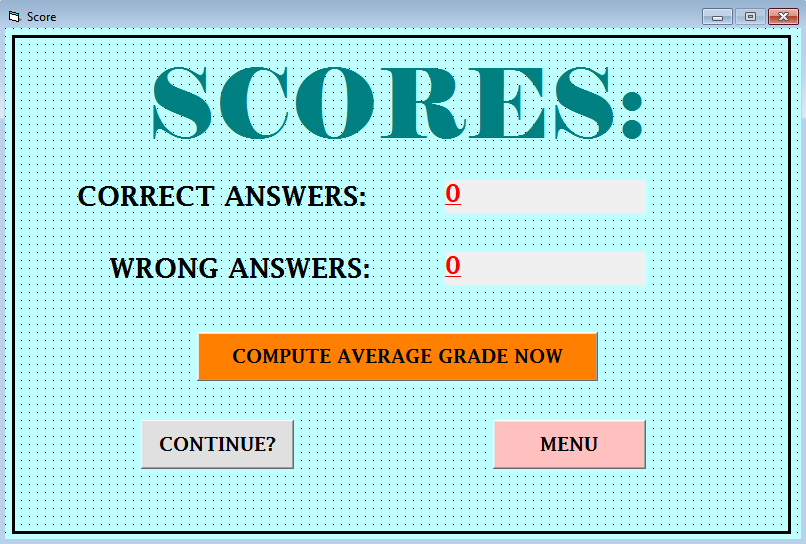 Score
SCORES:
CORRECT ANSWERS: 0
WRONG ANSWERS: 0
COMPUTE AVERAGE GRADE NOW
CONTINUE? MENU